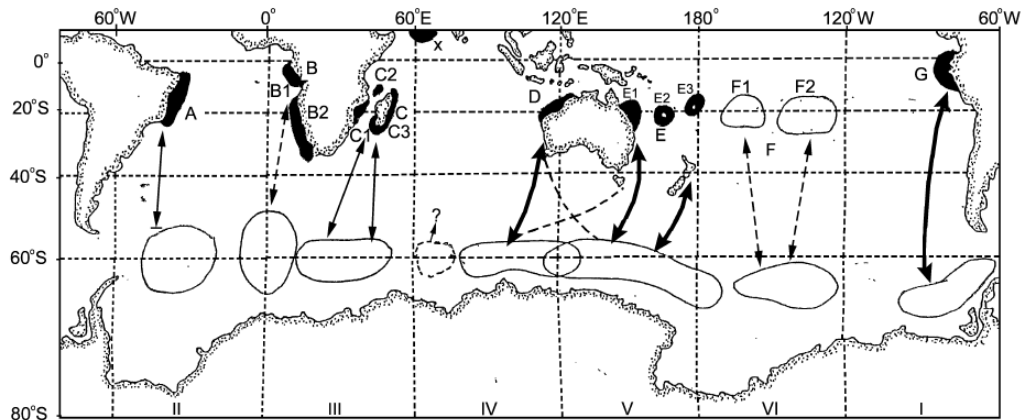 60°W 0° 60°E 120°E 180° 120°W 60°W
X
0°
B C2 G
B1 D E1 E2 E3 F1 F2
20°S
A B2 C
C1 C3 E
F
40°S
?
60°S
80°S
II III IV V VI I